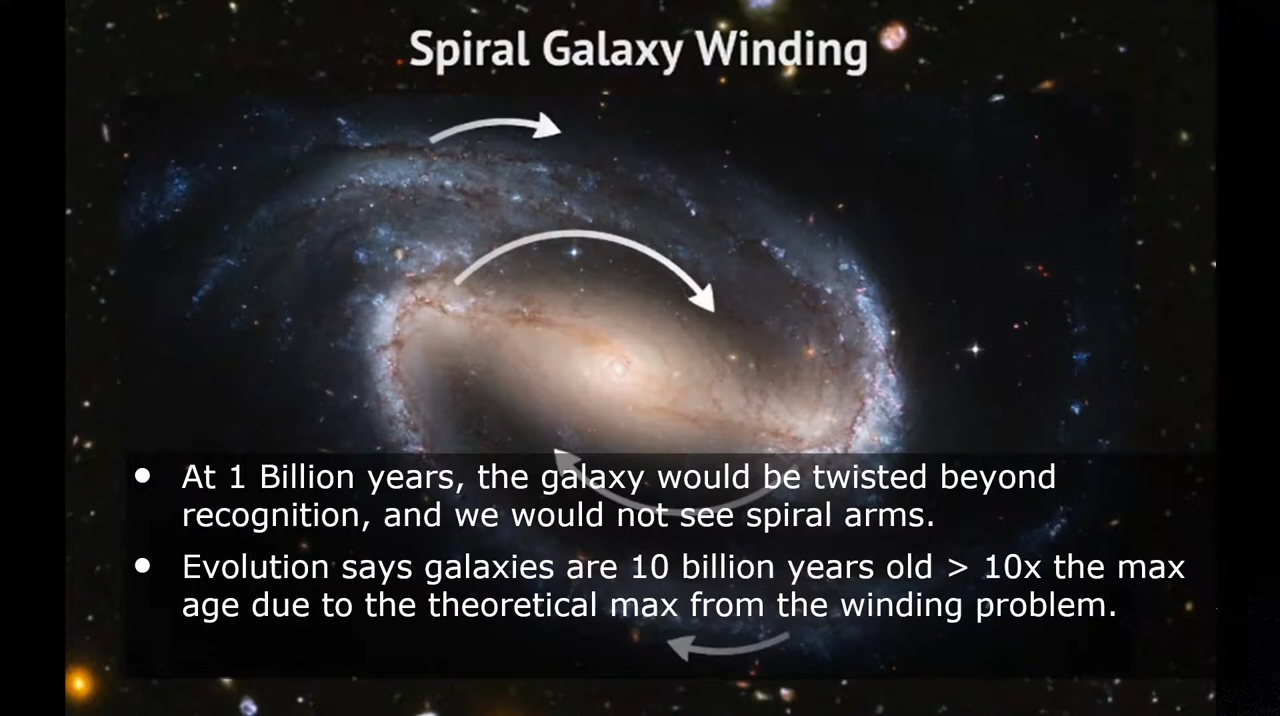 Spiral Galaxy Winding
• At 1 Billion years, the galaxy would be twisted beyond
recognition, and we would not see spiral arms.
• Evolution says galaxies are 10 billion years old > 10x the max
age due to the theoretical max from the winding problem.